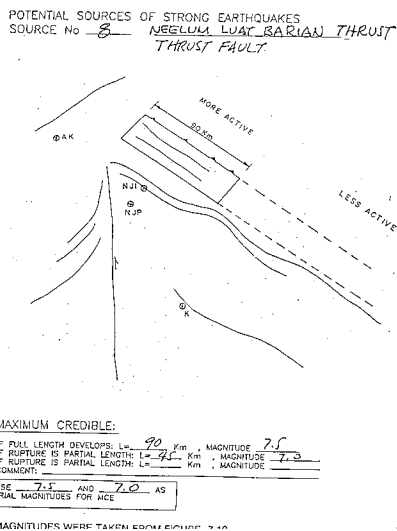 POTENTIAL SOURCES OF STRONG EARTHQUAKES
SOURCE No 8 NEELUM LUAT BARIAN THRUST
THRUST FAULT
MORE ACTIVE
90 Km
AK
LESS ACTIVE
NJI
NJP
K
MAXIMUM CREDIBLE:
F FULL LENGTH DEVELOPS: L= 90 Km , MAGNITUDE 7.5
F RUPTURE IS PARTIAL LENGTH: L= 45 Km , MAGNITUDE 7.0
F RUPTURE IS PARTIAL LENGTH: L= Km , MAGNITUDE
COMMENT:
SE 7.5 AND 7.0 AS
RIAL MAGNITUDES FOR MCE
MAGNITUDES WERE TAKEN FROM FIGURE 7.10